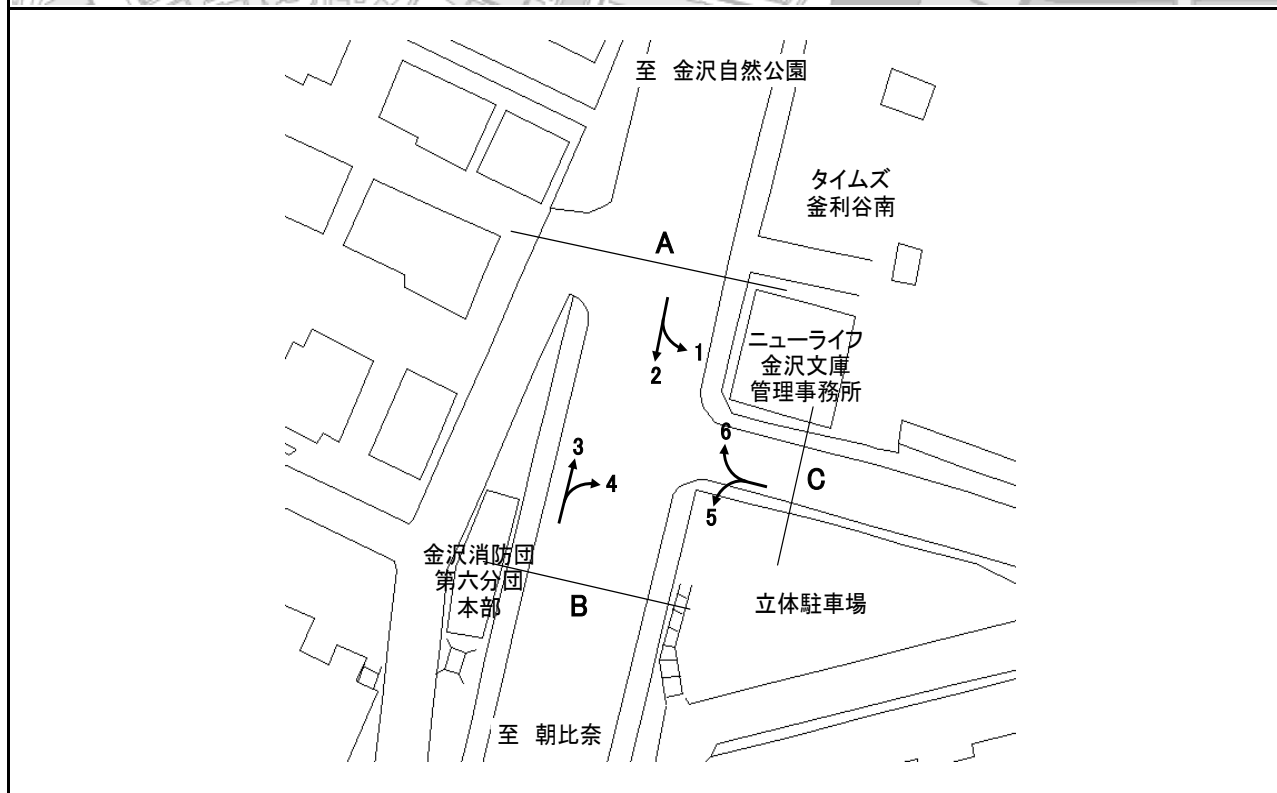 至 金沢自然公園
タイムズ
釜利谷南
A
ニューライフ
金沢文庫
管理事務所
1
2
3
4
6
5
C
金沢消防団
第六分団
本部
B
立体駐車場
至 朝比奈